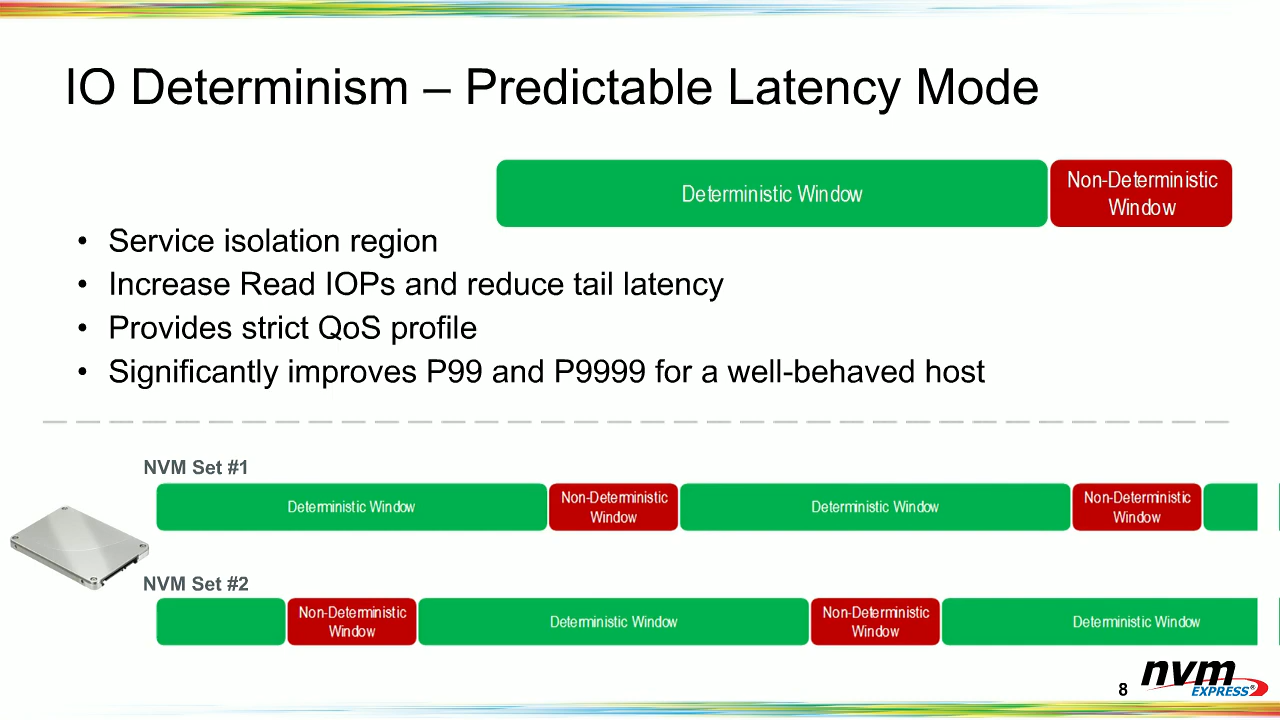 IO Determinism – Predictable Latency Mode
Deterministic Window
Non-Deterministic
Window
• Service isolation region
• Increase Read IOPs and reduce tail latency
• Provides strict QoS profile
• Significantly improves P99 and P9999 for a well-behaved host
NVM Set #1
Deterministic Window
Non-Deterministic
Window
Deterministic Window
Non-Deterministic
Window
NVM Set #2
Non-Deterministic
Window
Deterministic Window
Non-Deterministic
Window
Deterministic Window
8
nvm
EXPRESS®